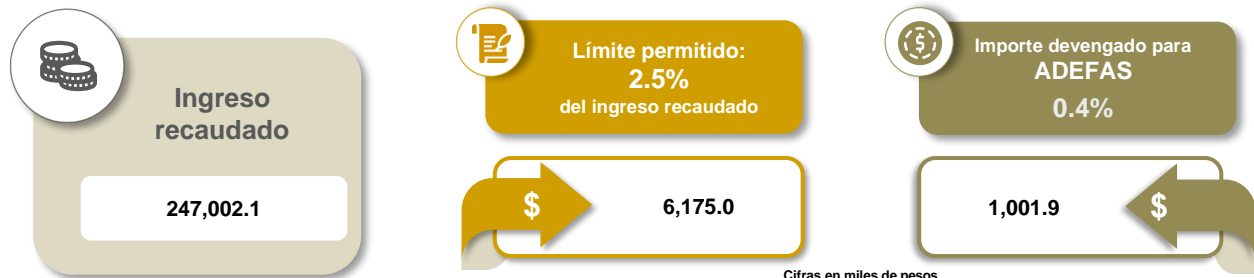 Ingreso
recaudado
247,002.1
Límite permitido:
2.5%
del ingreso recaudado
$
6,175.0
$
Importe devengado para
ADEFAS
0.4%
1,001.9
$
Cifras en miles de pesos